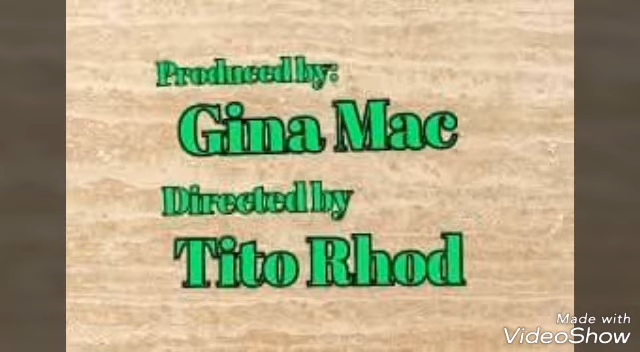 Produced by:
Gina Mac
Directed by
Tito Rhod
Made with
VideoShow